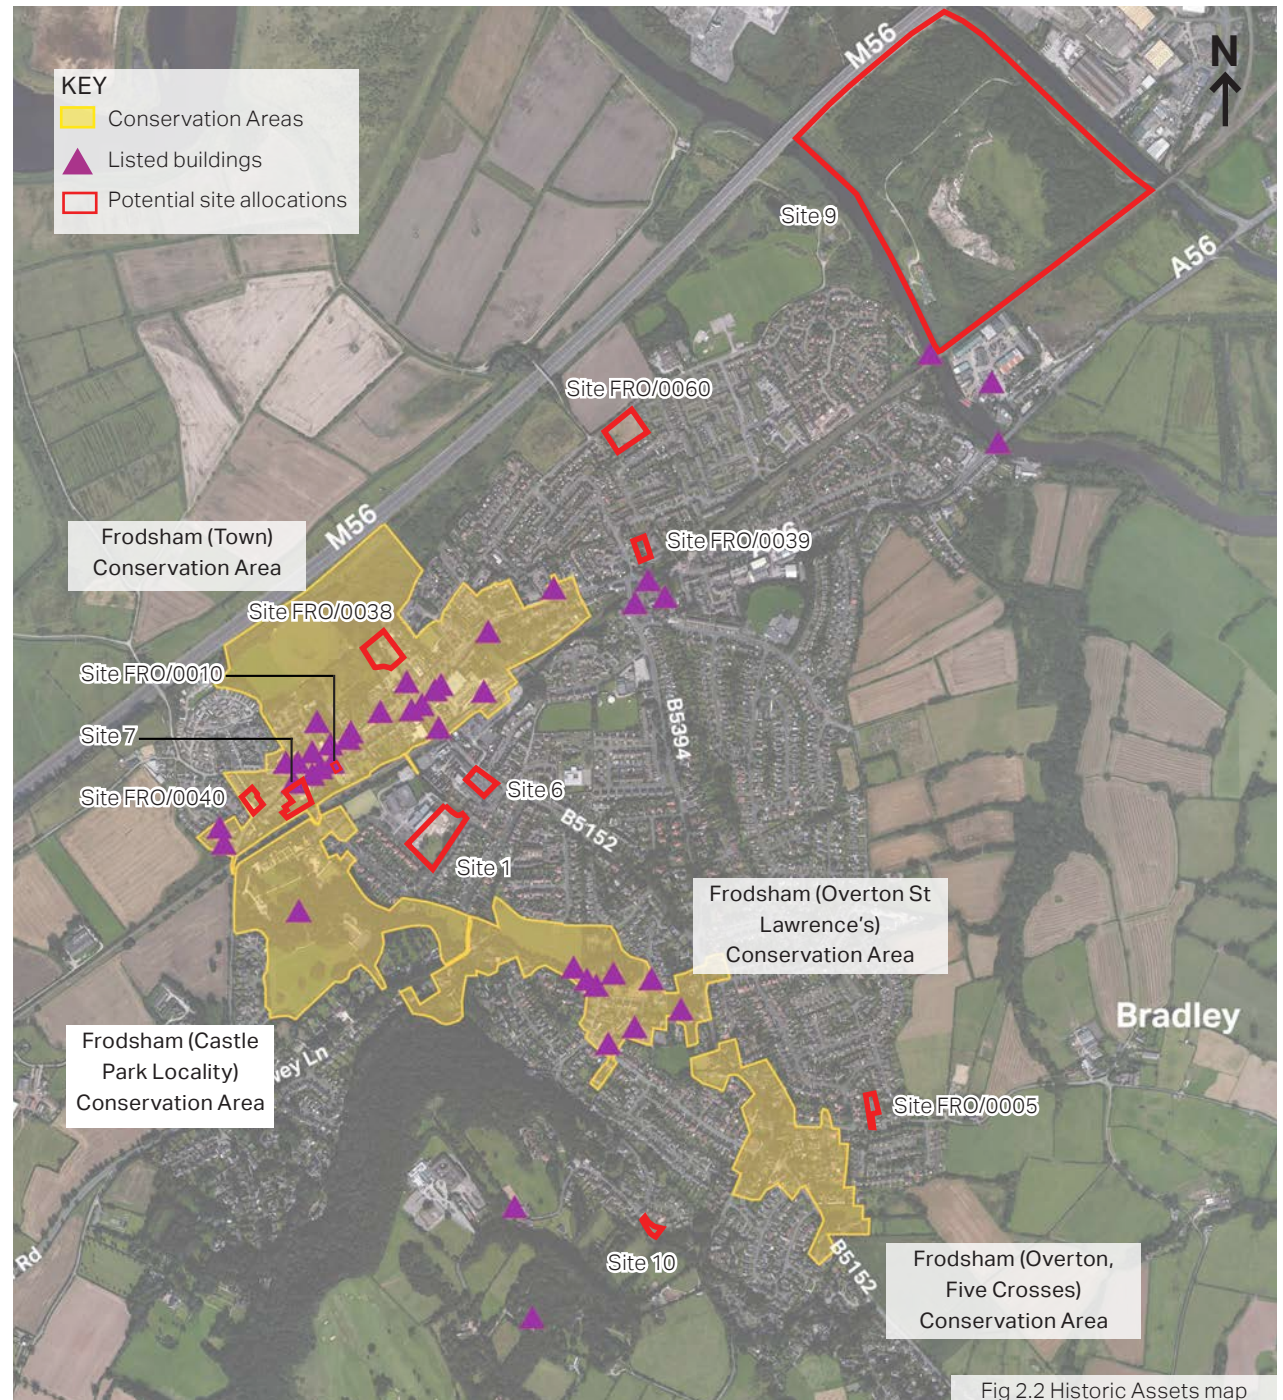 M56
N
KEY
Conservation Areas
Listed buildings
Potential site allocations
Site 9
A56
Site FRO/0060
M56
Frodsham (Town)
Conservation Area
Site FRO/0039
Site FRO/0038
Site FRO/0010
Site 7
Site FRO/0040
B5394
Site 6
B5152
Site 1
Frodsham (Overton St
Lawrence's)
Conservation Area
Bradley
Frodsham (Castle
Park Locality)
Conservation Area
vey Ln
Site FRO/0005
Site 10
Rd
B5152
Frodsham (Overton,
Five Crosses)
Conservation Area
Fig 2.2 Historic Assets map